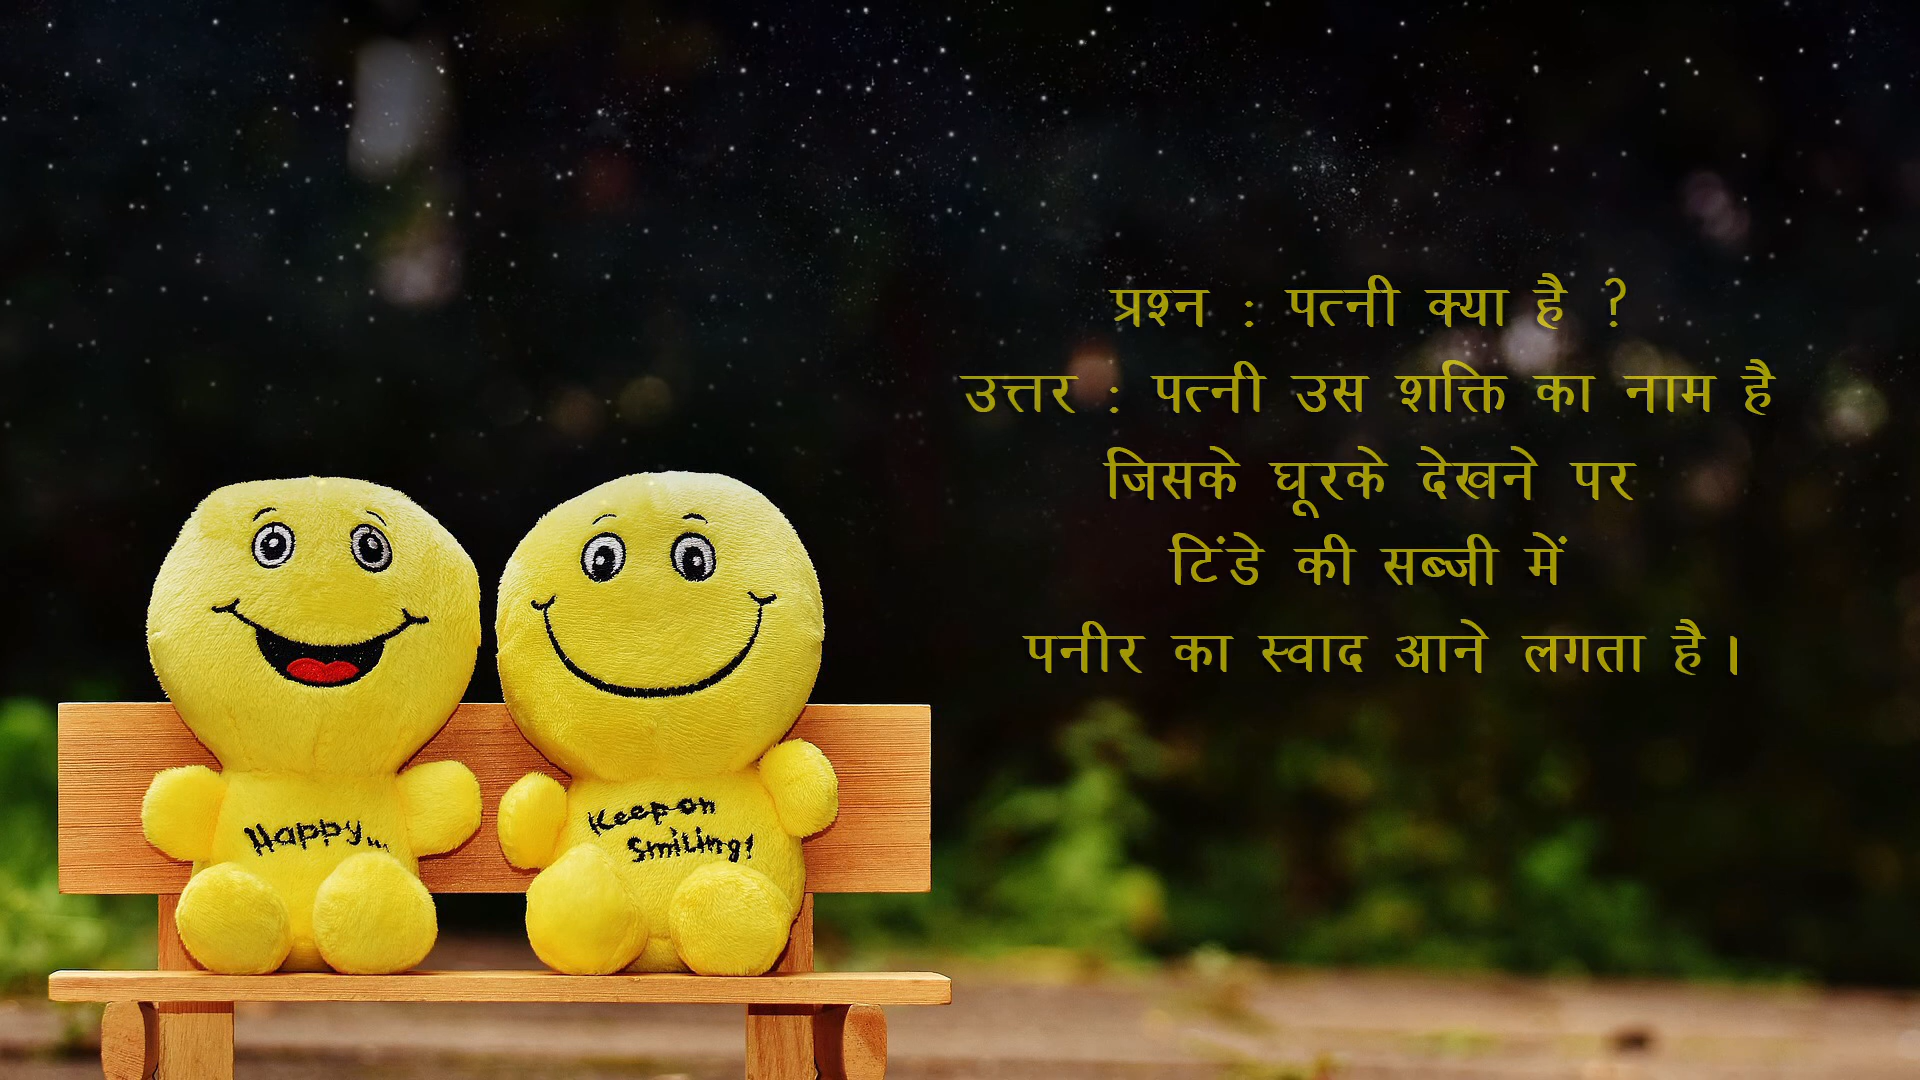 प्रश्न : पत्नी क्या है ?
उत्तर : पत्नी उस शक्ति का नाम है
जिसके घूरके देखने पर
टिंडे की सब्जी में
पनीर का स्वाद आने लगता है।
Happy...
Keep on
Smiling!